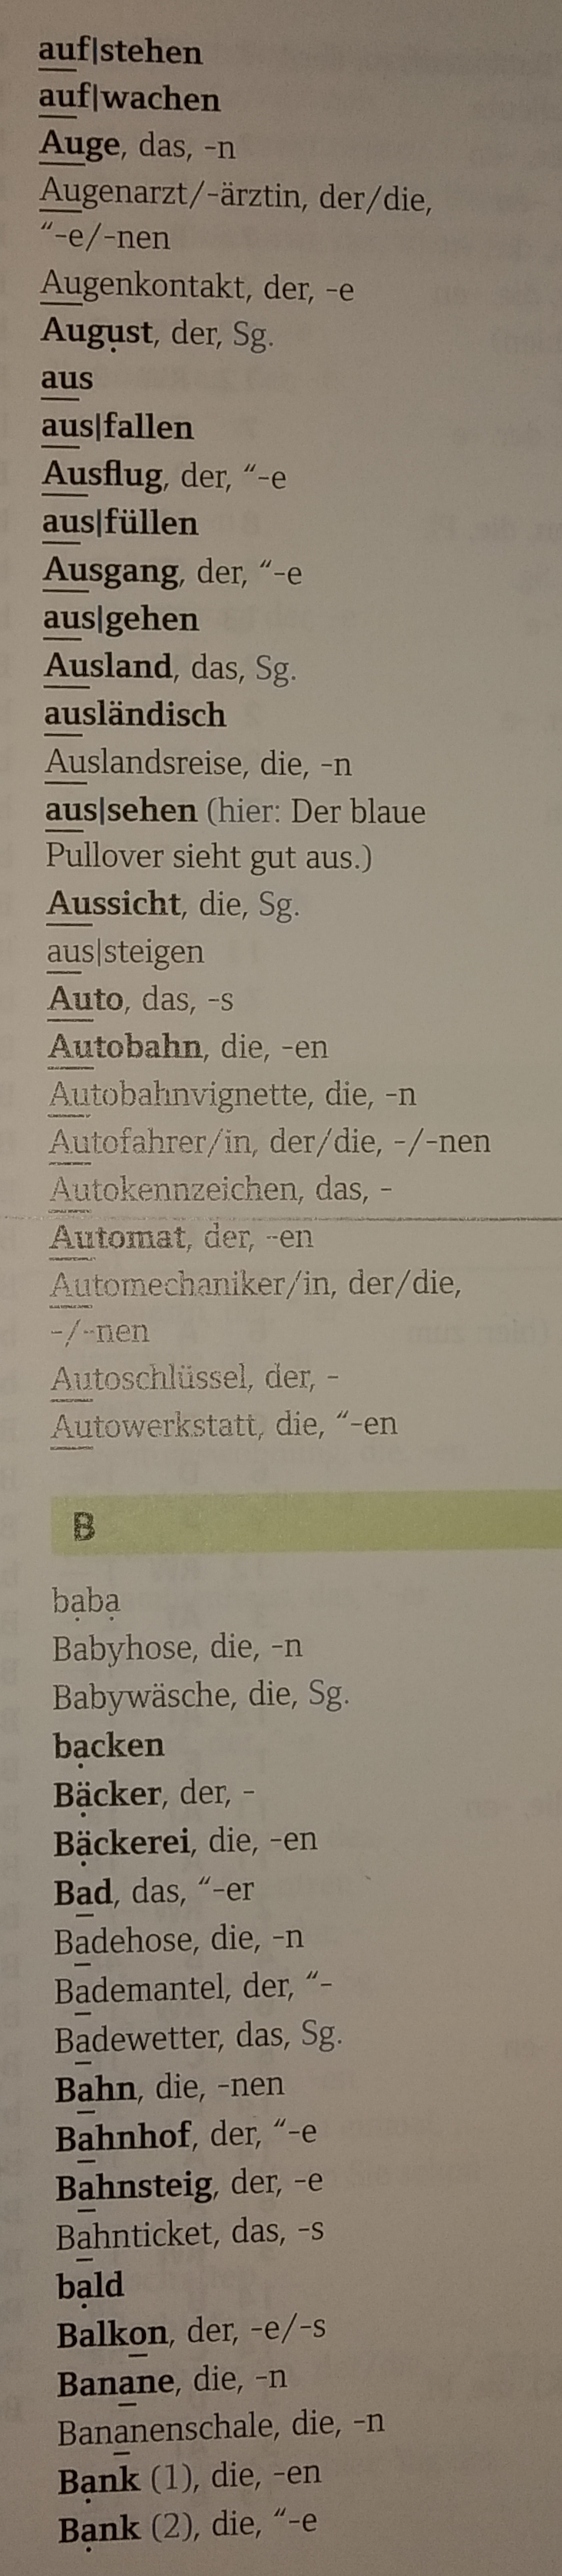 auf|stehen
auf|wachen
Auge, das, -n
Augenarzt/-ärztin, der/die,
“-e/-nen
Augenkontakt, der, -e
August, der, Sg.
aus
aus|fallen
Ausflug, der, “-e
aus|füllen
Ausgang, der, “-e
aus|gehen
Ausland, das, Sg.
ausländisch
Auslandsreise, die, -n
aus|sehen (hier: Der blaue
Pullover sieht gut aus.)
Aussicht, die, Sg.
aus|steigen
Auto, das, -s
Autobahn, die, -en
Autobahnvignette, die, -n
Autofahrer/in, der/die, -/-nen
Autokennzeichen, das, -
Automat, der, -en
Automechaniker/in, der/die,
-/-nen
Autoschlüssel, der, -
Autowerkstatt, die, “-en
B
baba
Babyhose, die, -n
Babywäsche, die, Sg.
backen
Bäcker, der, -
Bäckerei, die, -en
Bad, das, “-er
Badehose, die, -n
Bademantel, der, “-
Badewetter, das, Sg.
Bahn, die, -nen
Bahnhof, der, “-e
Bahnsteig, der, -e
Bahnticket, das, -s
bald
Balkon, der, -e/-s
Banane, die, -n
Bananenschale, die, -n
Bank (1), die, -en
Bank (2), die, “-e